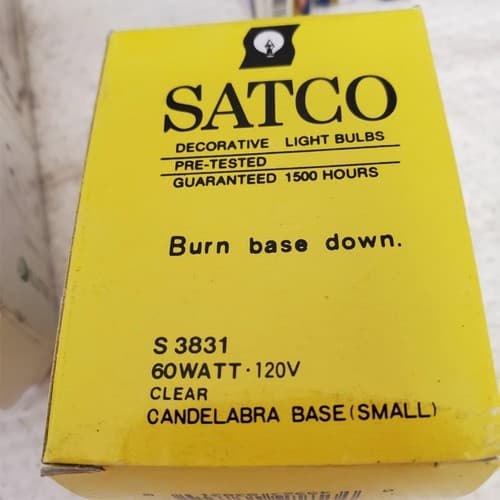 SATCO
DECORATIVE LIGHT BULBS
PRE-TESTED
GUARANTEED 1500 HOURS
Burn base down.
S 3831
60WATT · 120V
CLEAR
CANDELABRA BASE (SMALL)